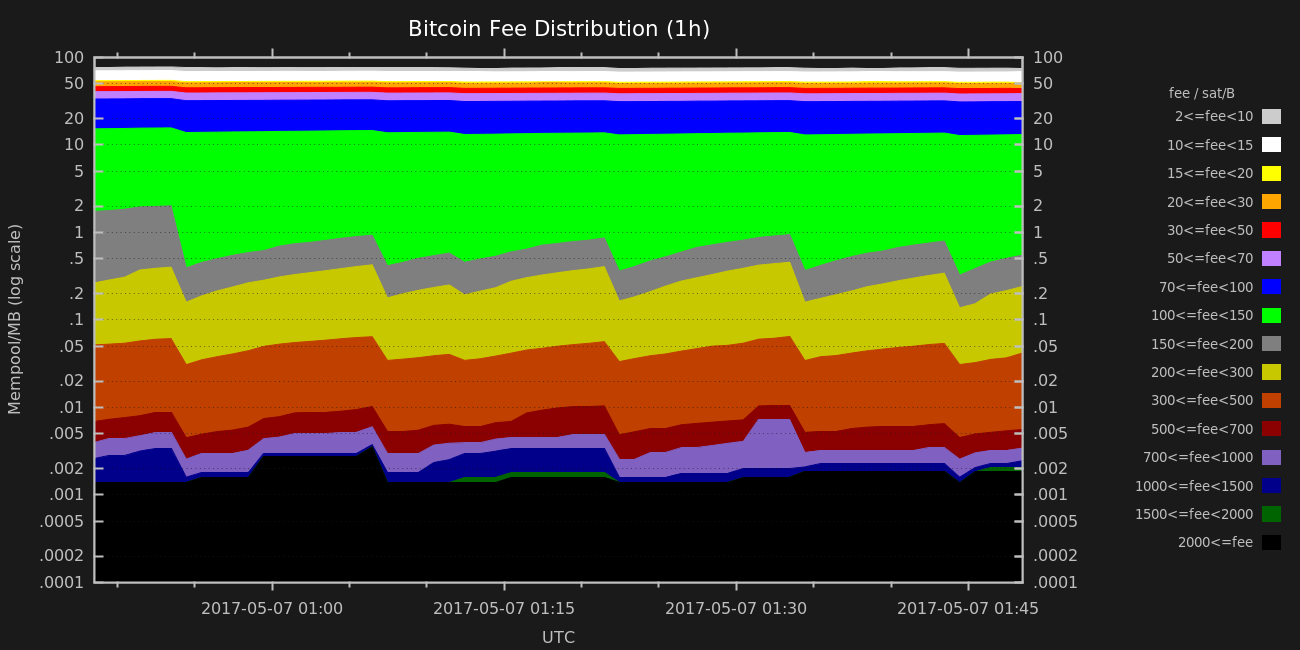 Bitcoin Fee Distribution (1h)
Mempool/MB (log scale)
100
50
20
10
5
2
1
.5
.2
.1
.05
.02
.01
.005
.002
.001
.0005
.0002
.0001
100
50
20
10
5
2
1
.5
.2
.1
.05
.02
.01
.005
.002
.001
.0005
.0002
.0001
2017-05-07 01:00
2017-05-07 01:15
2017-05-07 01:30
2017-05-07 01:45
UTC
fee / sat/B
2<=fee<10
10<=fee<15
15<=fee<20
20<=fee<30
30<=fee<50
50<=fee<70
70<=fee<100
100<=fee<150
150<=fee<200
200<=fee<300
300<=fee<500
500<=fee<700
700<=fee<1000
1000<=fee<1500
1500<=fee<2000
2000<=fee